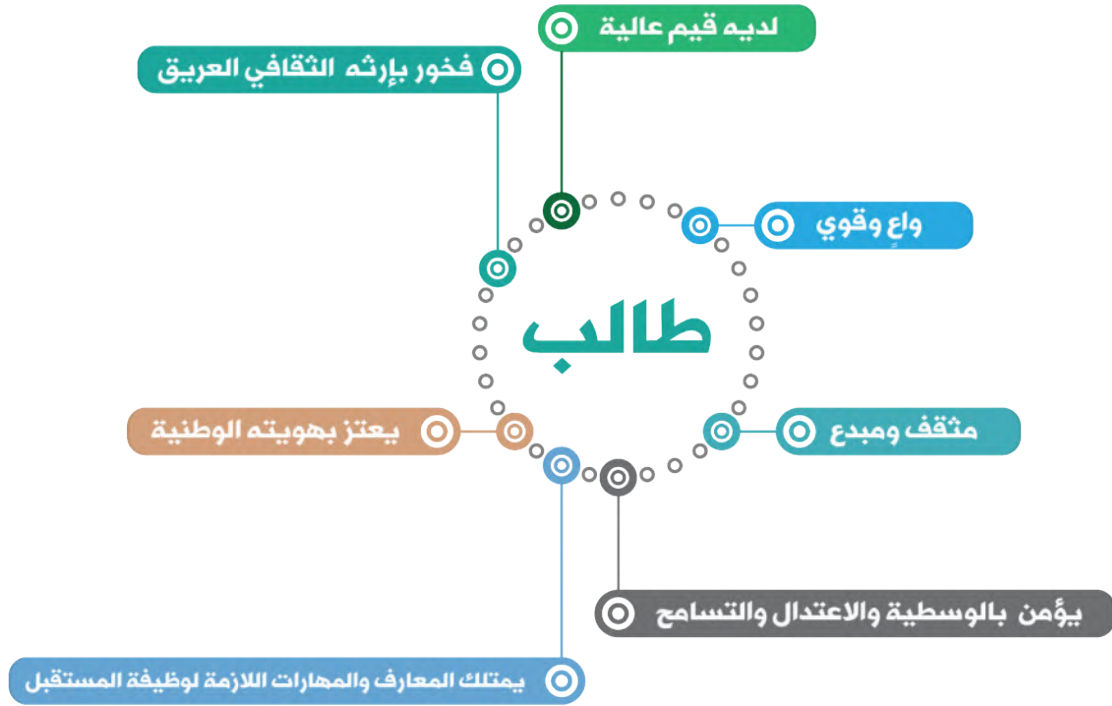 لديه قيم عالية
فخور بإرثه الثقافي العريق
واعٍ وقوي
طالب
مثقف ومبدع
يعتز بهويته الوطنية
يؤمن بالوسطية والاعتدال والتسامح
يمتلك المعارف والمهارات اللازمة لوظيفة المستقبل